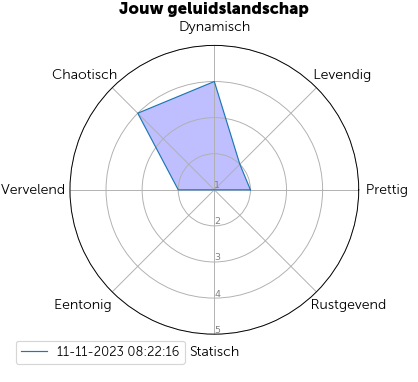 Jouw geluidslandschap
Dynamisch
Chaotisch
Levendig
Vervelend
1
Prettig
2
3
4
Eentonig
Rustgevend
5
11-11-2023 08:22:16
Statisch